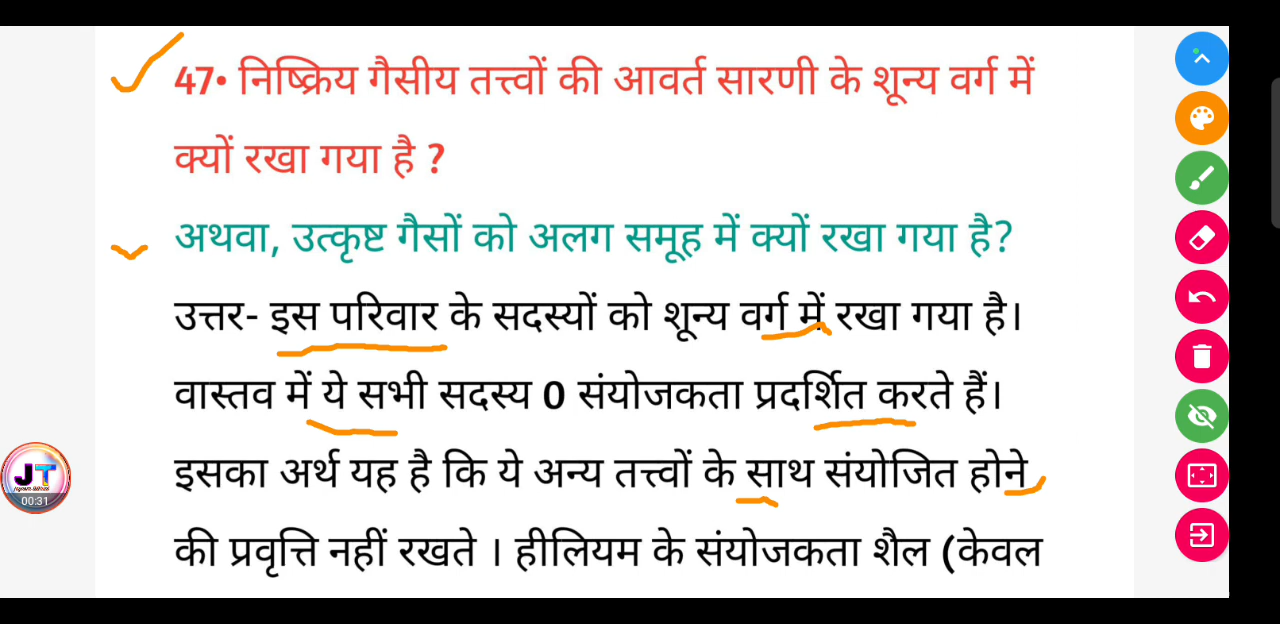 47• निष्क्रिय गैसीय तत्त्वों की आवर्त सारणी के शून्य वर्ग में
क्यों रखा गया है ?
अथवा, उत्कृष्ट गैसों को अलग समूह में क्यों रखा गया है?
उत्तर- इस परिवार के सदस्यों को शून्य वर्ग में रखा गया है।
वास्तव में ये सभी सदस्य 0 संयोजकता प्रदर्शित करते हैं।
इसका अर्थ यह है कि ये अन्य तत्त्वों के साथ संयोजित होने
की प्रवृत्ति नहीं रखते । हीलियम के संयोजकता शैल (केवल
JT
00:31